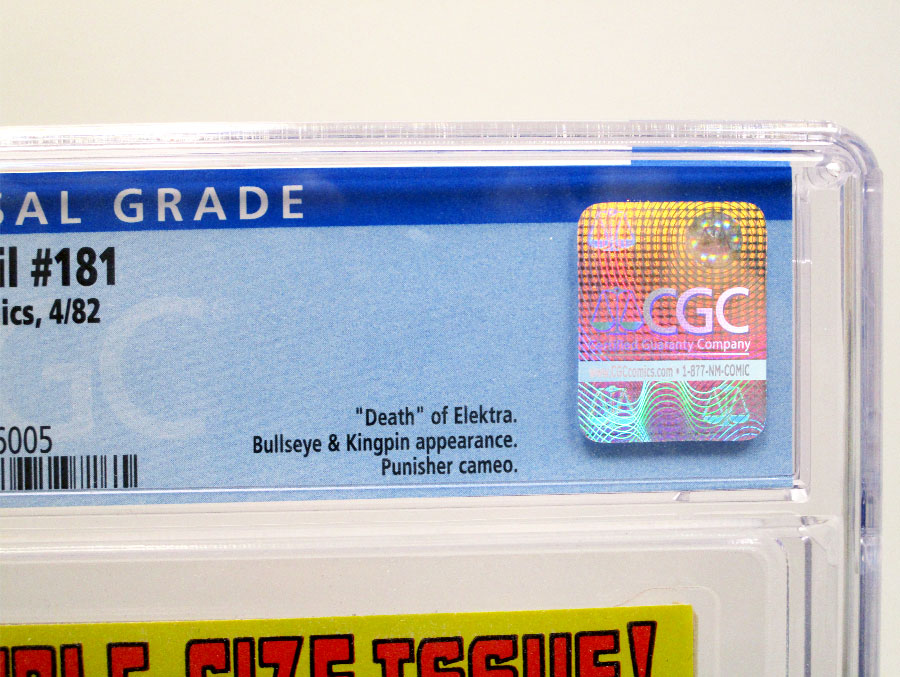 SAL GRADE
il #181
ics, 4/82
CGC
Certified Guaranty Company
www.CGCcomics.com • 1-877-NM-COMIC
5005
"Death" of Elektra.
Bullseye & Kingpin appearance.
Punisher cameo.
BLE-SIZE ISSUE!